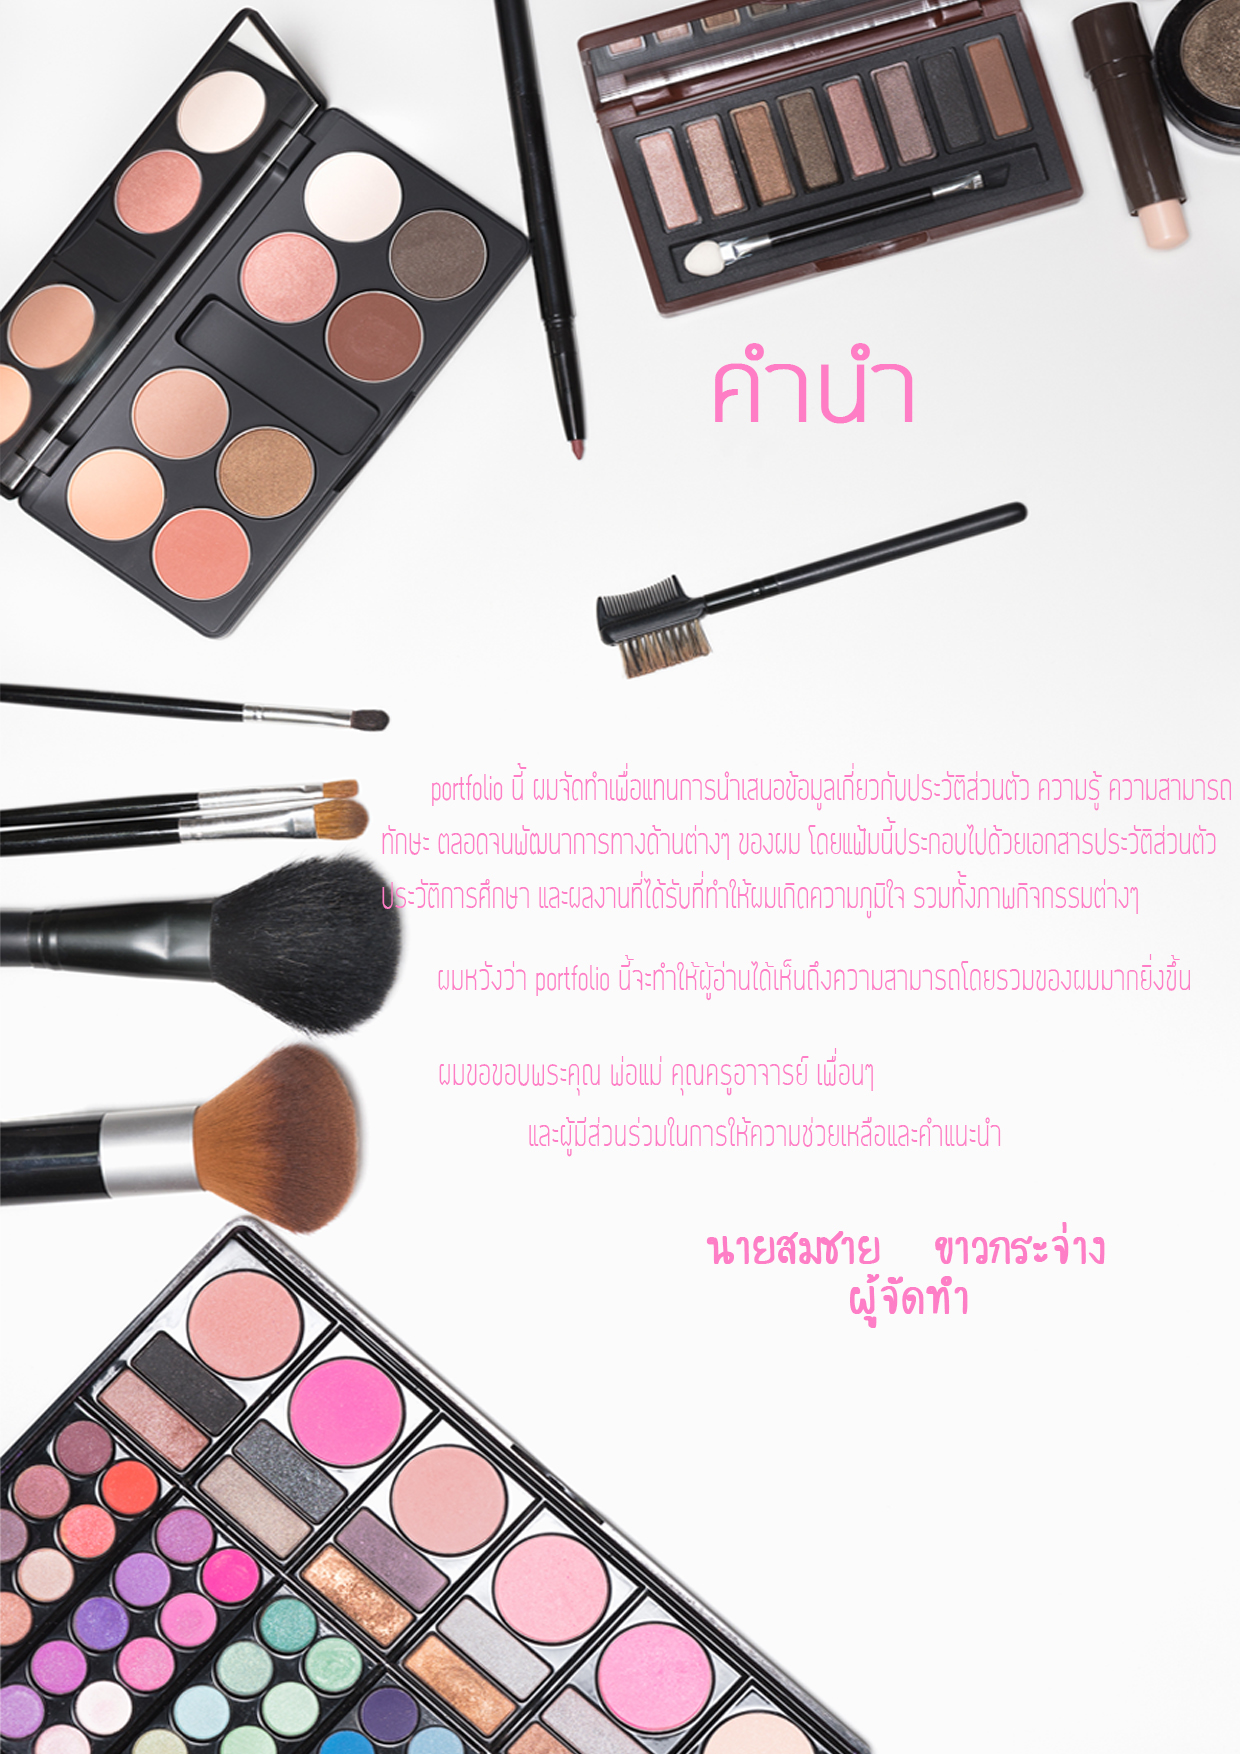 คำนำ
portfolio นี้ ผมจัดทำเพื่อแทนการนำเสนอข้อมูลเกี่ยวกับประวัติส่วนตัว ความรู้ ความสามารถ
ทักษะ ตลอดจนพัฒนาการทางด้านต่างๆ ของผม โดยแฟ้มนี้ประกอบไปด้วยเอกสารประวัติส่วนตัว
ประวัติการศึกษา และผลงานที่ได้รับที่ทำให้ผมเกิดความภูมิใจ รวมทั้งภาพกิจกรรมต่างๆ
ผมหวังว่า portfolio นี้จะทำให้ผู้อ่านได้เห็นถึงความสามารถโดยรวมของผมมากยิ่งขึ้น
ผมขอขอบพระคุณ พ่อแม่ คุณครูอาจารย์ เพื่อนๆ
และผู้มีส่วนร่วมในการให้ความช่วยเหลือและคำแนะนำ
นายสมชาย ขาวกระจ่าง
ผู้จัดทำ